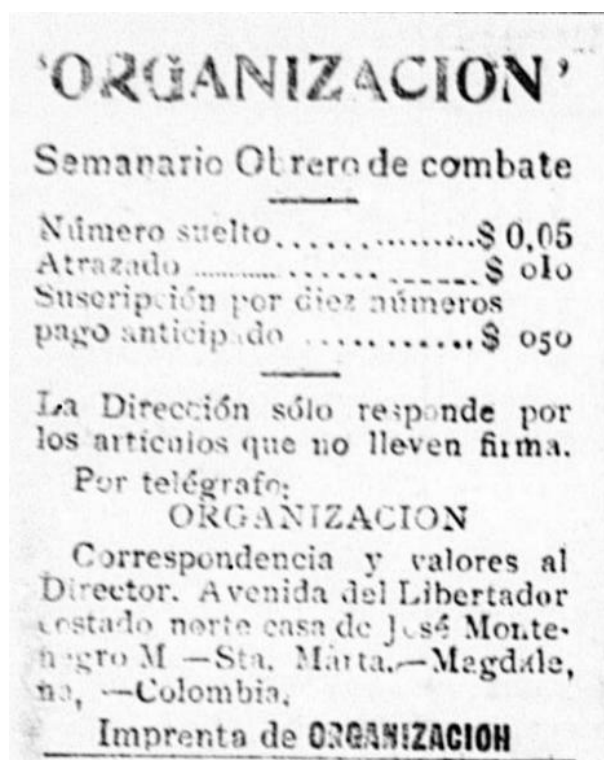 'ORGANIZACION'
Semanario Obrero de combate
Número suelto....................$ 0,05
Atrazado ......................$ 010
Suscripción por diez números
pago anticipado ............$ 050
La Dirección sólo responde por
los artículos que no lleven firma.
Por telégrafo:
ORGANIZACION
Correspondencia y valores al
Director. Avenida del Libertador
costado norte casa de José Monte-
negro M —Sta. Marta.—Magdale,
na, —Colombia.
Imprenta de ORGANIZACION